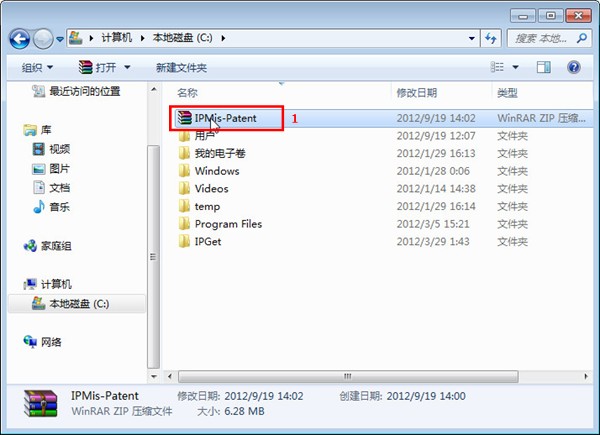 计算机 本地磁盘 (C:) 搜索 本地...
组织 打开 新建文件夹
名称 修改日期 类型
最近访问的位置
库
视频
图片
文档
音乐
家庭组
计算机
本地磁盘 (C:)
网络
IPMis-Patent 1 2012/9/19 14:02 WinRAR ZIP 压缩...
用户 2012/9/19 12:07 文件夹
我的电子卷 2012/1/29 16:13 文件夹
Windows 2012/1/28 0:06 文件夹
Videos 2012/1/14 14:38 文件夹
temp 2012/1/29 16:14 文件夹
Program Files 2012/3/5 15:21 文件夹
IPGet 2012/3/29 1:43 文件夹
IPMis-Patent 修改日期: 2012/9/19 14:02 创建日期: 2012/9/19 14:00
WinRAR ZIP 压缩文件 大小: 6.28 MB